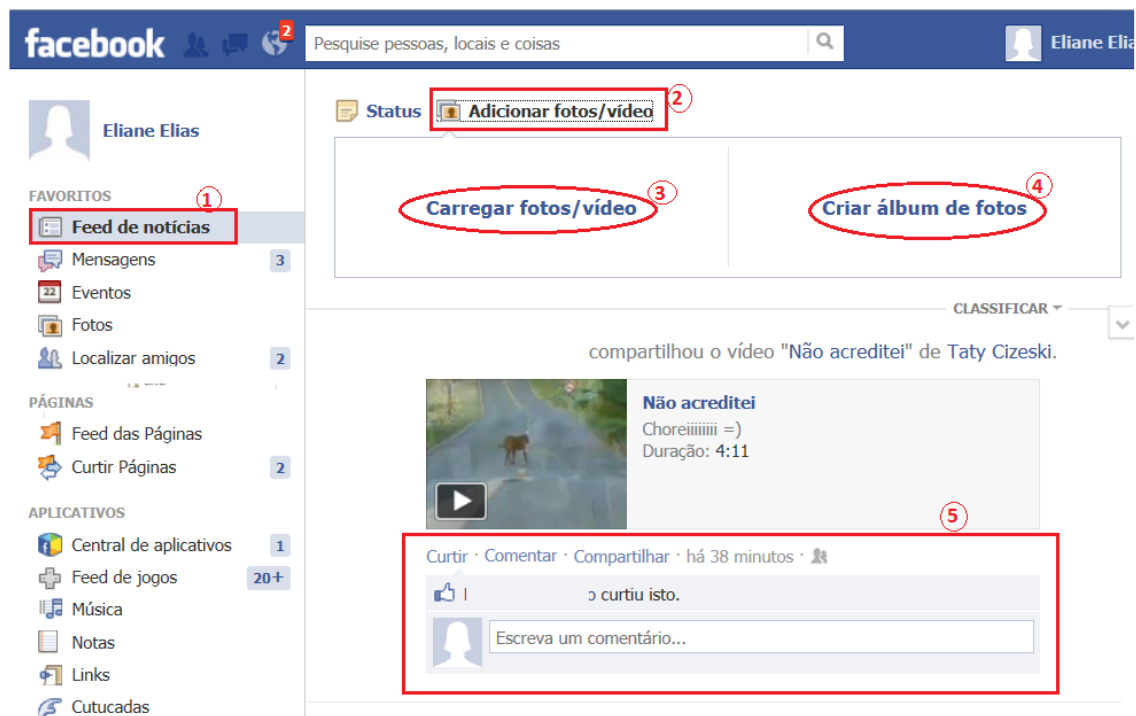 facebook
2
Pesquise pessoas, locais e coisas
Eliane Elia
Eliane Elias
FAVORITOS
1
Feed de notícias
Mensagens 3
22 Eventos
Fotos
Localizar amigos 2
PÁGINAS
Feed das Páginas
Curtir Páginas 2
APLICATIVOS
Central de aplicativos 1
Feed de jogos 20+
Música
Notas
Links
Cutucadas
Status Adicionar fotos/vídeo 2
Carregar fotos/vídeo 3
Criar álbum de fotos 4
CLASSIFICAR
compartilhou o vídeo "Não acreditei" de Taty Cizeski.
Não acreditei
Choreiiiiiiii =)
Duração: 4:11
5
Curtir · Comentar · Compartilhar · há 38 minutos ·
curtiu isto.
Escreva um comentário...